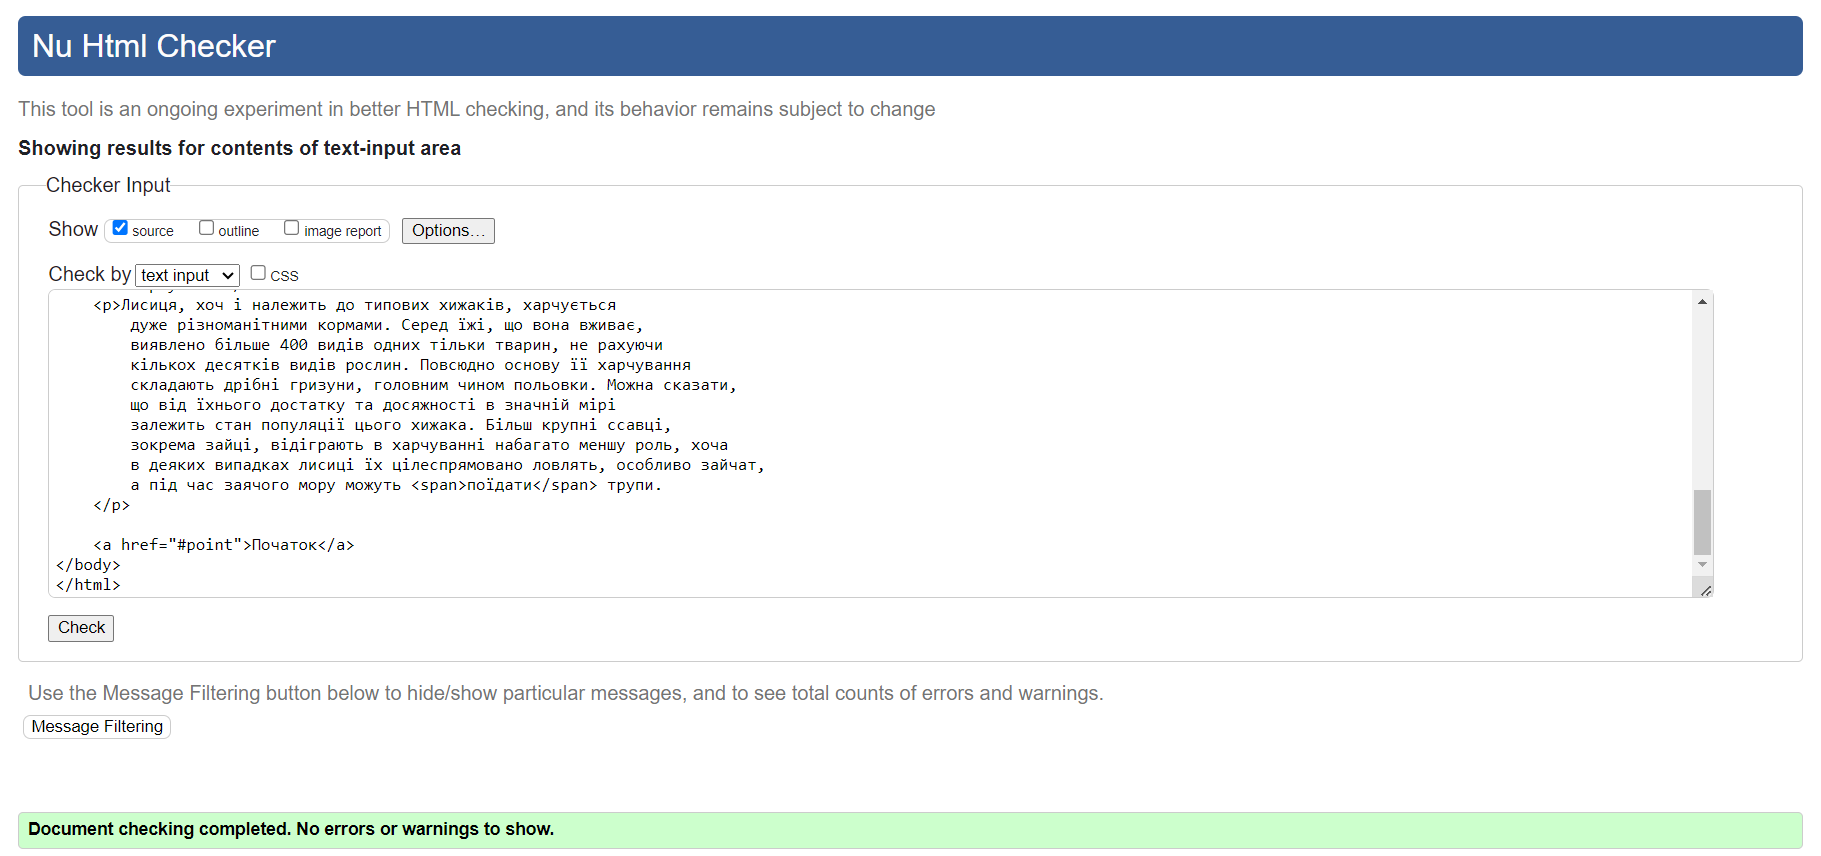 Nu Html Checker
This tool is an ongoing experiment in better HTML checking, and its behavior remains subject to change
Showing results for contents of text-input area
Checker Input
Show source outline image report Options...
Check by text input CSS
<p>Лисиця, хоч і належить до типових хижаків, харчується
дуже різноманітними кормами. Серед їжі, що вона вживає,
виявлено більше 400 видів одних тільки тварин, не рахуючи
кількох десятків видів рослин. Повсюдно основу її харчування
складають дрібні гризуни, головним чином польовки. Можна сказати,
що від їхнього достатку та досяжності в значній мірі
залежить стан популяції цього хижака. Більш крупні ссавці,
зокрема зайці, відіграють в харчуванні набагато меншу роль, хоча
в деяких випадках лисиці їх цілеспрямовано ловлять, особливо зайчат,
а під час заячого мору можуть <span>поїдати</span> трупи.
</p>
<a href="#point">Початок</a>
</body>
</html>
Check
Use the Message Filtering button below to hide/show particular messages, and to see total counts of errors and warnings.
Message Filtering
Document checking completed. No errors or warnings to show.